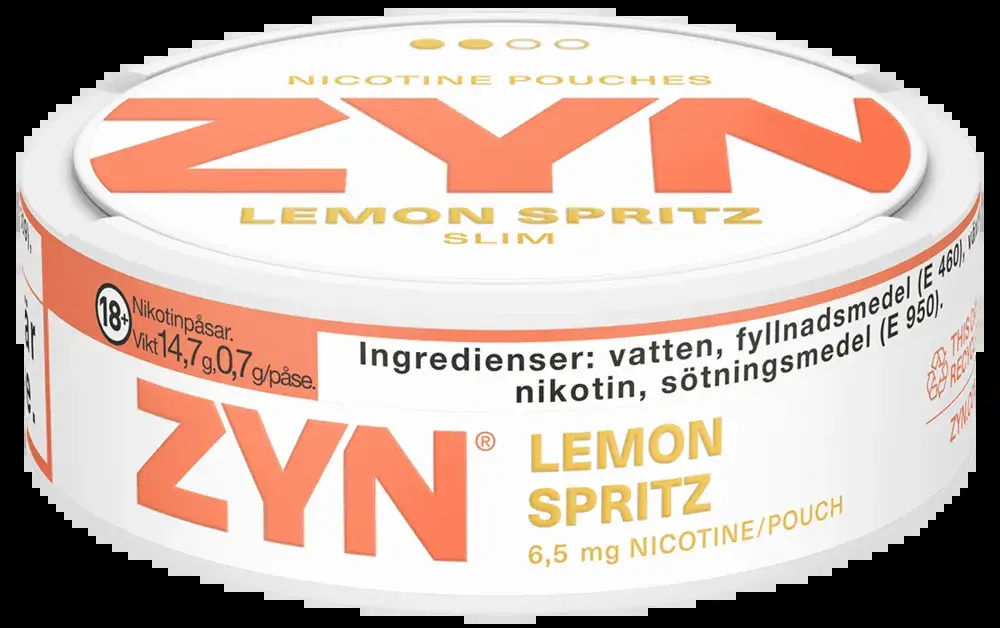 NICOTINE POUCHES
ZYN
LEMON SPRITZ
SLIM
18+
Nikotinpåsar.
Vikt 14,7 g, 0,7 g/påse.
Ingredienser: vatten, fyllnadsmedel (E 460),
nikotin, sötningsmedel (E 950).
ZYN®
LEMON
SPRITZ
6,5 mg NICOTINE/POUCH
THIS